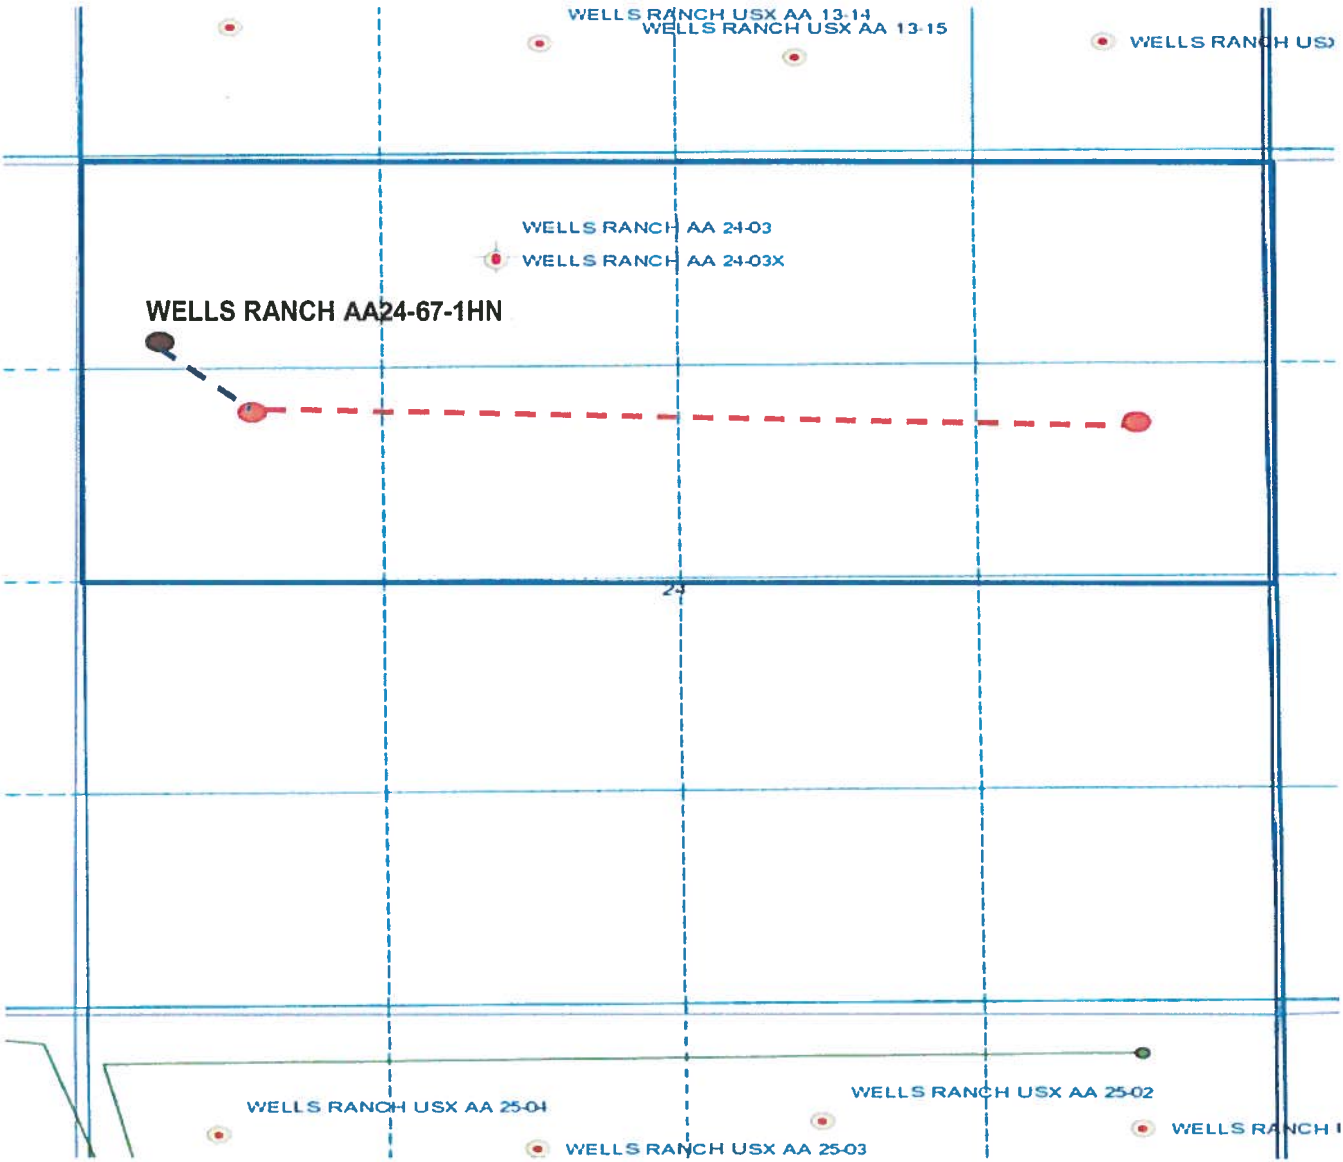 WELLS RANCH USX AA 13-14
WELLS RANCH USX AA 13-15
WELLS RANCH USX
WELLS RANCH AA 24-03
WELLS RANCH AA 24-03X
WELLS RANCH AA24-67-1HN
24
WELLS RANCH USX AA 25-02
WELLS RANCH USX AA 25-04
WELLS RANCH
WELLS RANCH USX AA 25-03